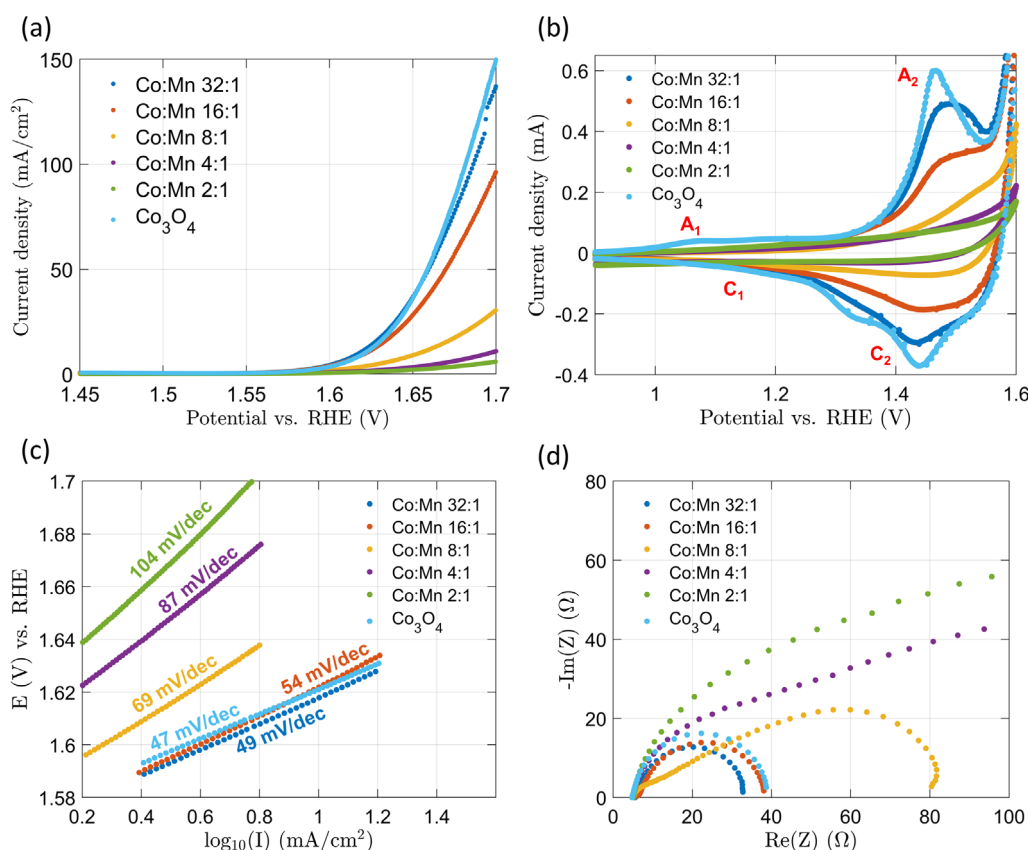 (a)
150
100
50
0
Current density (mA/cm²)
Co:Mn 32:1
Co:Mn 16:1
Co:Mn 8:1
Co:Mn 4:1
Co:Mn 2:1
Co₃O₄
1.45 1.5 1.55 1.6 1.65 1.7
Potential vs. RHE (V)
(b)
0.6
0.4
0.2
0
-0.2
-0.4
Current density (mA)
Co:Mn 32:1
Co:Mn 16:1
Co:Mn 8:1
Co:Mn 4:1
Co:Mn 2:1
Co₃O₄
A₂
A₁
C₁
C₂
1 1.2 1.4 1.6
Potential vs. RHE (V)
(c)
1.7
1.68
1.66
1.64
1.62
1.6
1.58
E (V) vs. RHE
104 mV/dec
87 mV/dec
69 mV/dec
47 mV/dec
54 mV/dec
49 mV/dec
Co:Mn 32:1
Co:Mn 16:1
Co:Mn 8:1
Co:Mn 4:1
Co:Mn 2:1
Co₃O₄
0.2 0.4 0.6 0.8 1 1.2 1.4
log₁₀(I) (mA/cm²)
(d)
80
60
40
20
0
-Im(Z) (Ω)
Co:Mn 32:1
Co:Mn 16:1
Co:Mn 8:1
Co:Mn 4:1
Co:Mn 2:1
Co₃O₄
0 20 40 60 80 100
Re(Z) (Ω)